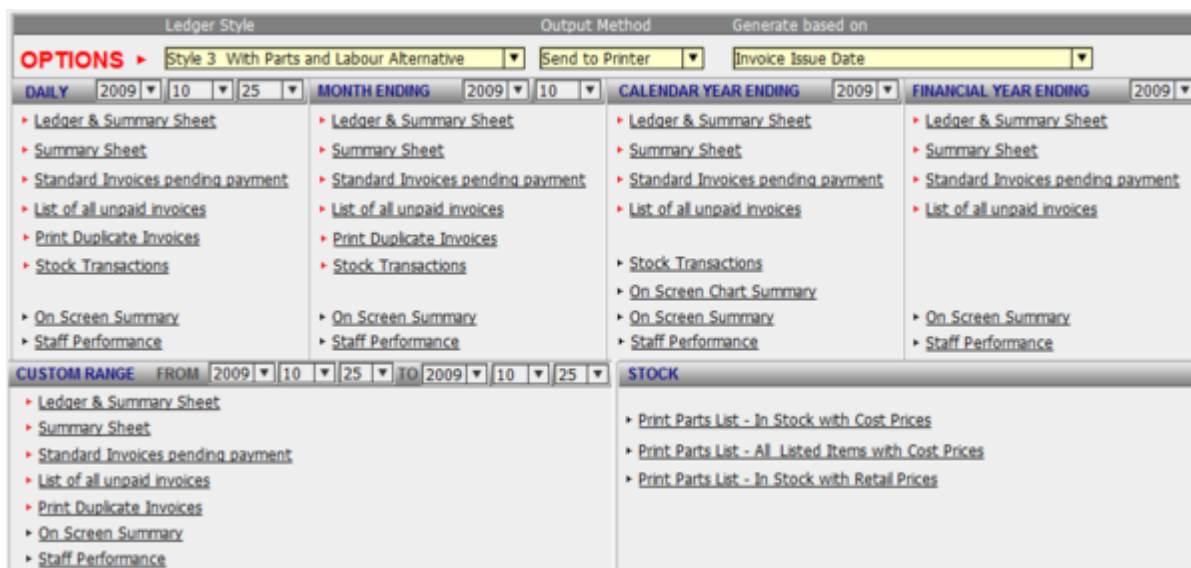 Ledger Style Output Method Generate based on
OPTIONS Style 3 With Parts and Labour Alternative Send to Printer Invoice Issue Date
DAILY 2009 10 25
Ledger & Summary Sheet
Summary Sheet
Standard Invoices pending payment
List of all unpaid invoices
Print Duplicate Invoices
Stock Transactions
On Screen Summary
Staff Performance
MONTH ENDING 2009 10
Ledger & Summary Sheet
Summary Sheet
Standard Invoices pending payment
List of all unpaid invoices
Print Duplicate Invoices
Stock Transactions
On Screen Summary
Staff Performance
CALENDAR YEAR ENDING 2009
Ledger & Summary Sheet
Summary Sheet
Standard Invoices pending payment
List of all unpaid invoices
Stock Transactions
On Screen Chart Summary
On Screen Summary
Staff Performance
FINANCIAL YEAR ENDING 2009
Ledger & Summary Sheet
Summary Sheet
Standard Invoices pending payment
List of all unpaid invoices
On Screen Summary
Staff Performance
CUSTOM RANGE FROM 2009 10 25 TO 2009 10 25
Ledger & Summary Sheet
Summary Sheet
Standard Invoices pending payment
List of all unpaid invoices
Print Duplicate Invoices
On Screen Summary
Staff Performance
STOCK
Print Parts List - In Stock with Cost Prices
Print Parts List - All Listed Items with Cost Prices
Print Parts List - In Stock with Retail Prices